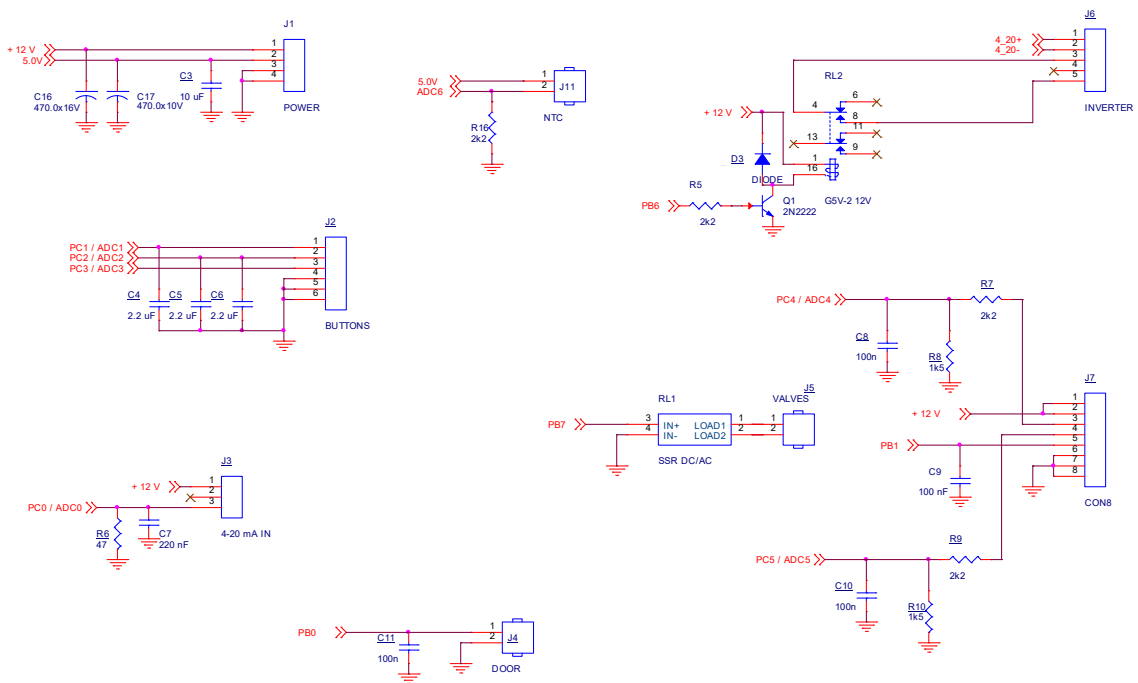 J1
+ 12 V
5.0V
1
2
3
4
C3
10 uF
C16
470.0x16V
C17
470.0x10V
POWER
5.0V
ADC6
1
2
J11
NTC
R16
2k2
J6
4_20+
4_20-
1
2
3
4
5
INVERTER
RL2
4
6
8
11
13
9
1
16
G5V-2 12V
+ 12 V
D3
DIODE
R5
PB6
2k2
Q1
2N2222
J2
PC1 / ADC1
PC2 / ADC2
PC3 / ADC3
1
2
3
4
5
6
C4
C5
C6
2.2 uF
2.2 uF
2.2 uF
BUTTONS
PC4 / ADC4
R7
2k2
C8
100n
R8
1k5
J7
+ 12 V
PB1
1
2
3
4
5
6
7
8
C9
100 nF
CON8
RL1
PB7
3
4
IN+
IN-
LOAD1
LOAD2
1
2
SSR DC/AC
J5
VALVES
1
2
J3
+ 12 V
PC0 / ADC0
1
2
3
R6
47
C7
220 nF
4-20 mA IN
PC5 / ADC5
R9
2k2
C10
100n
R10
1k5
PB0
C11
100n
1
2
J4
DOOR